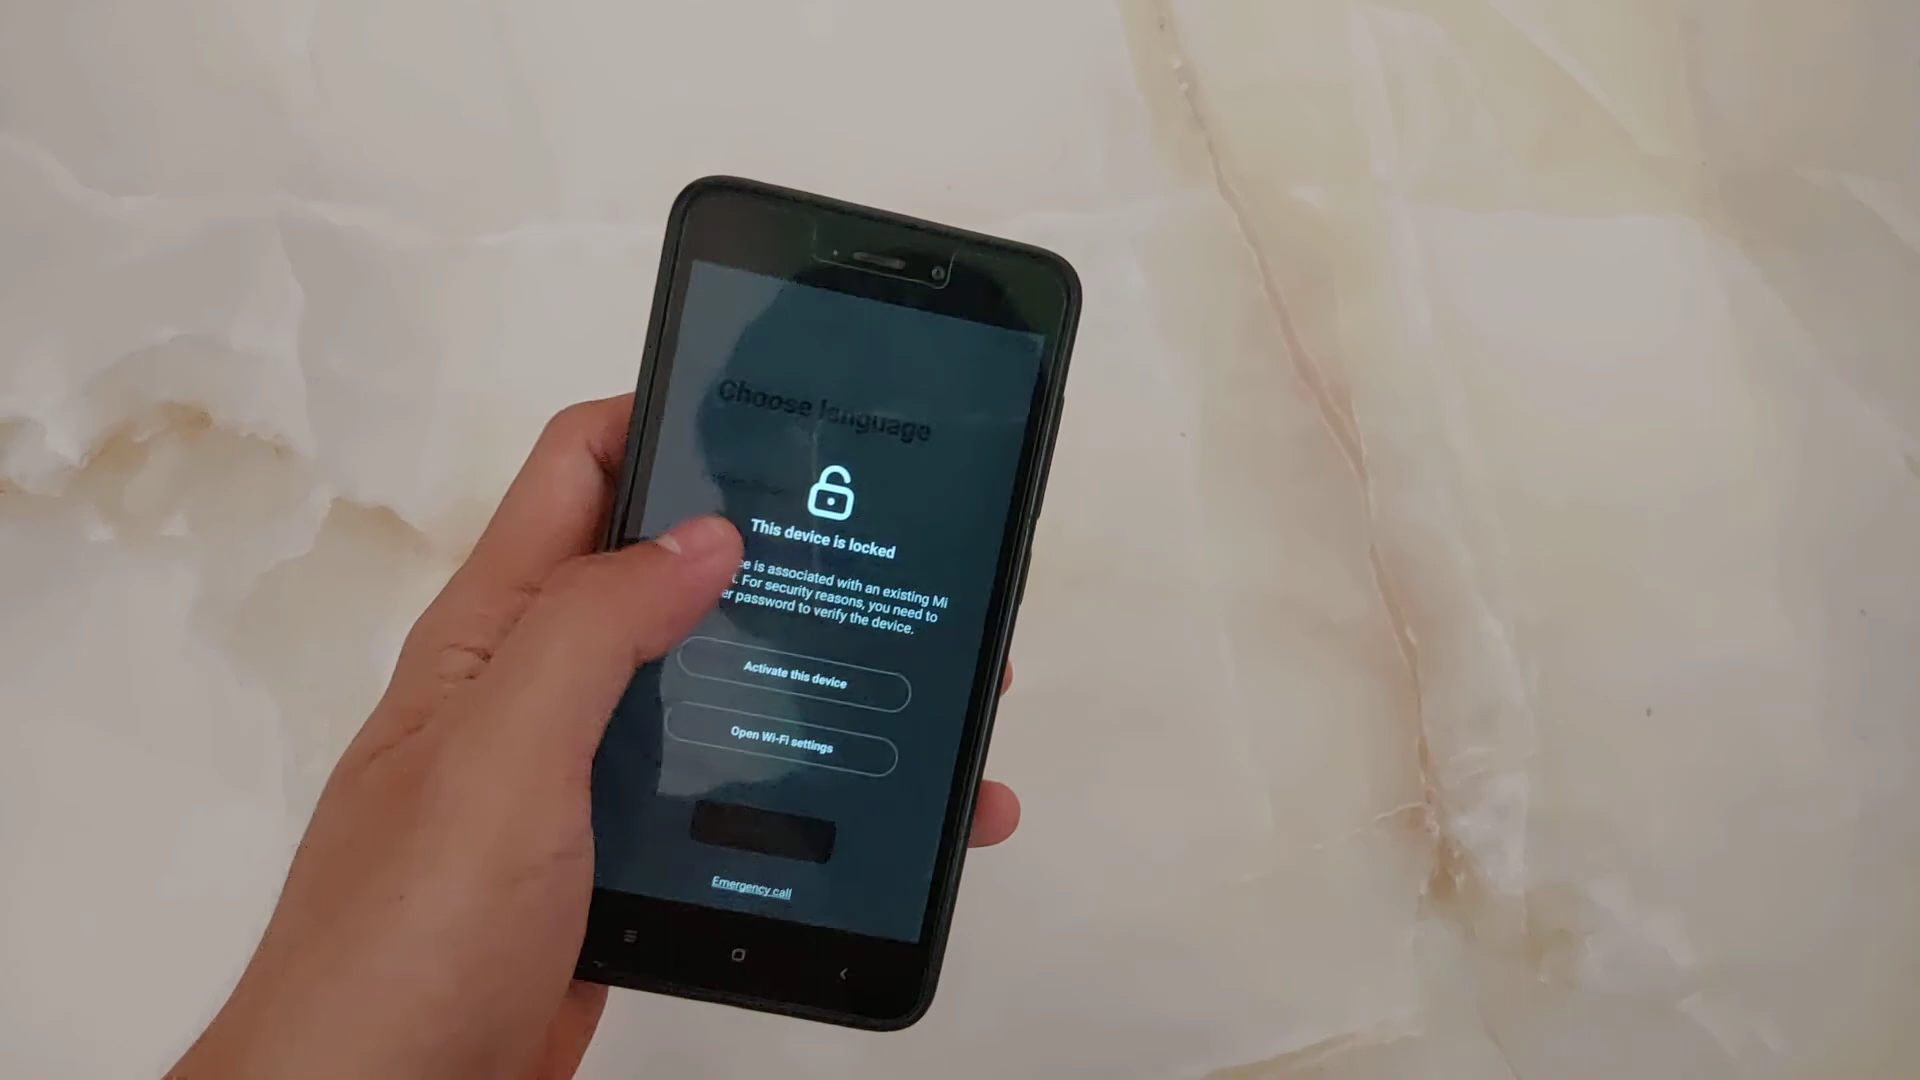 Choose language
This device is locked
ce is associated with an existing Mi
t. For security reasons, you need to
er password to verify the device.
Activate this device
Open Wi-Fi settings
Emergency call